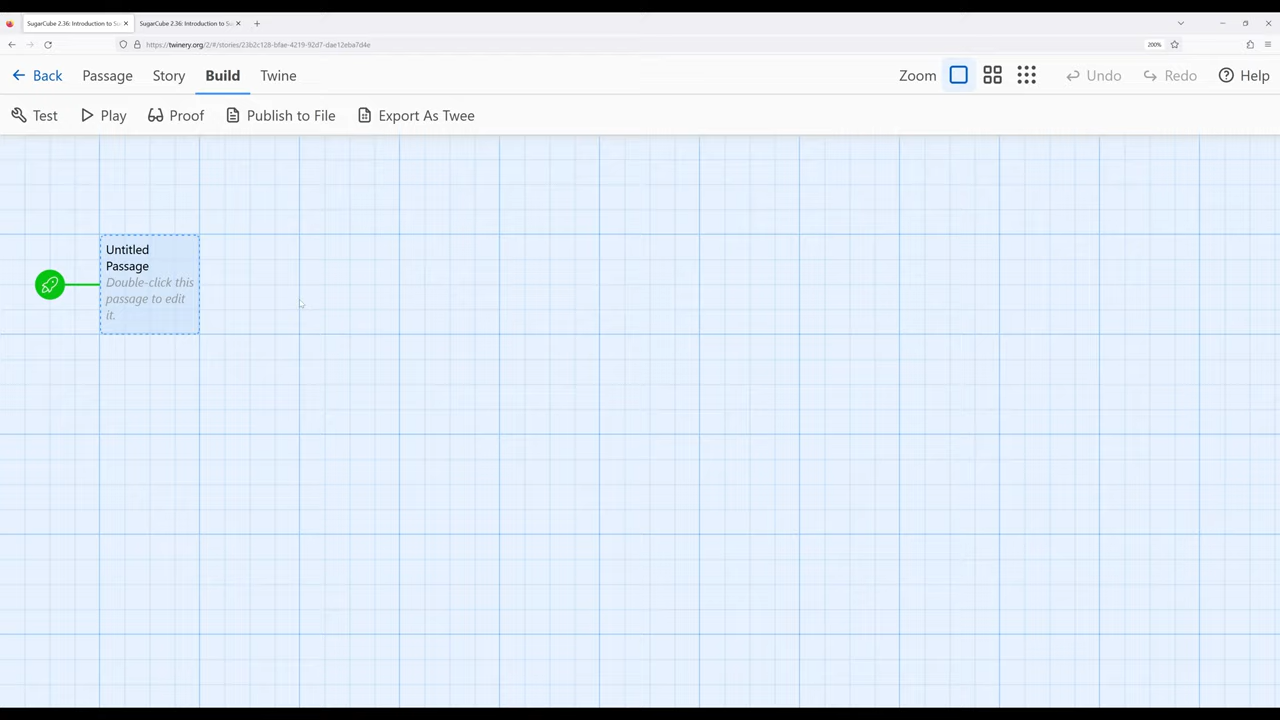 SugarCube 2.36: Introduction to Su
SugarCube 2.36: Introduction to Su
https://twinery.org/2/#/stories/23b2c128-bfae-4219-92d7-dae12eba7d4e
200%
Back
Passage
Story
Build
Twine
Zoom
Undo
Redo
Help
Test
Play
Proof
Publish to File
Export As Twee
Untitled
Passage
Double-click this
passage to edit
it.